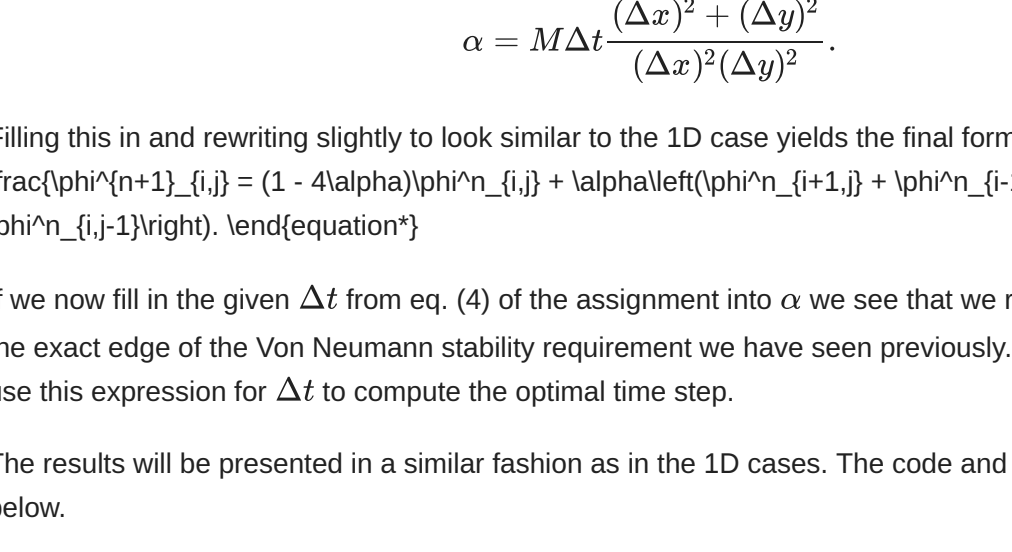 α = MΔt ((Δx)² + (Δy)²) / ((Δx)²(Δy)²).
Filling this in and rewriting slightly to look similar to the 1D case yields the final form
frac{\phi^{n+1}_{i,j} = (1 - 4\alpha)\phi^n_{i,j} + \alpha\left(\phi^n_{i+1,j} + \phi^n_{i-1
phi^n_{i,j-1}\right). \end{equation*}
f we now fill in the given Δt from eq. (4) of the assignment into α we see that we r
he exact edge of the Von Neumann stability requirement we have seen previously.
use this expression for Δt to compute the optimal time step.
The results will be presented in a similar fashion as in the 1D cases. The code and
below.